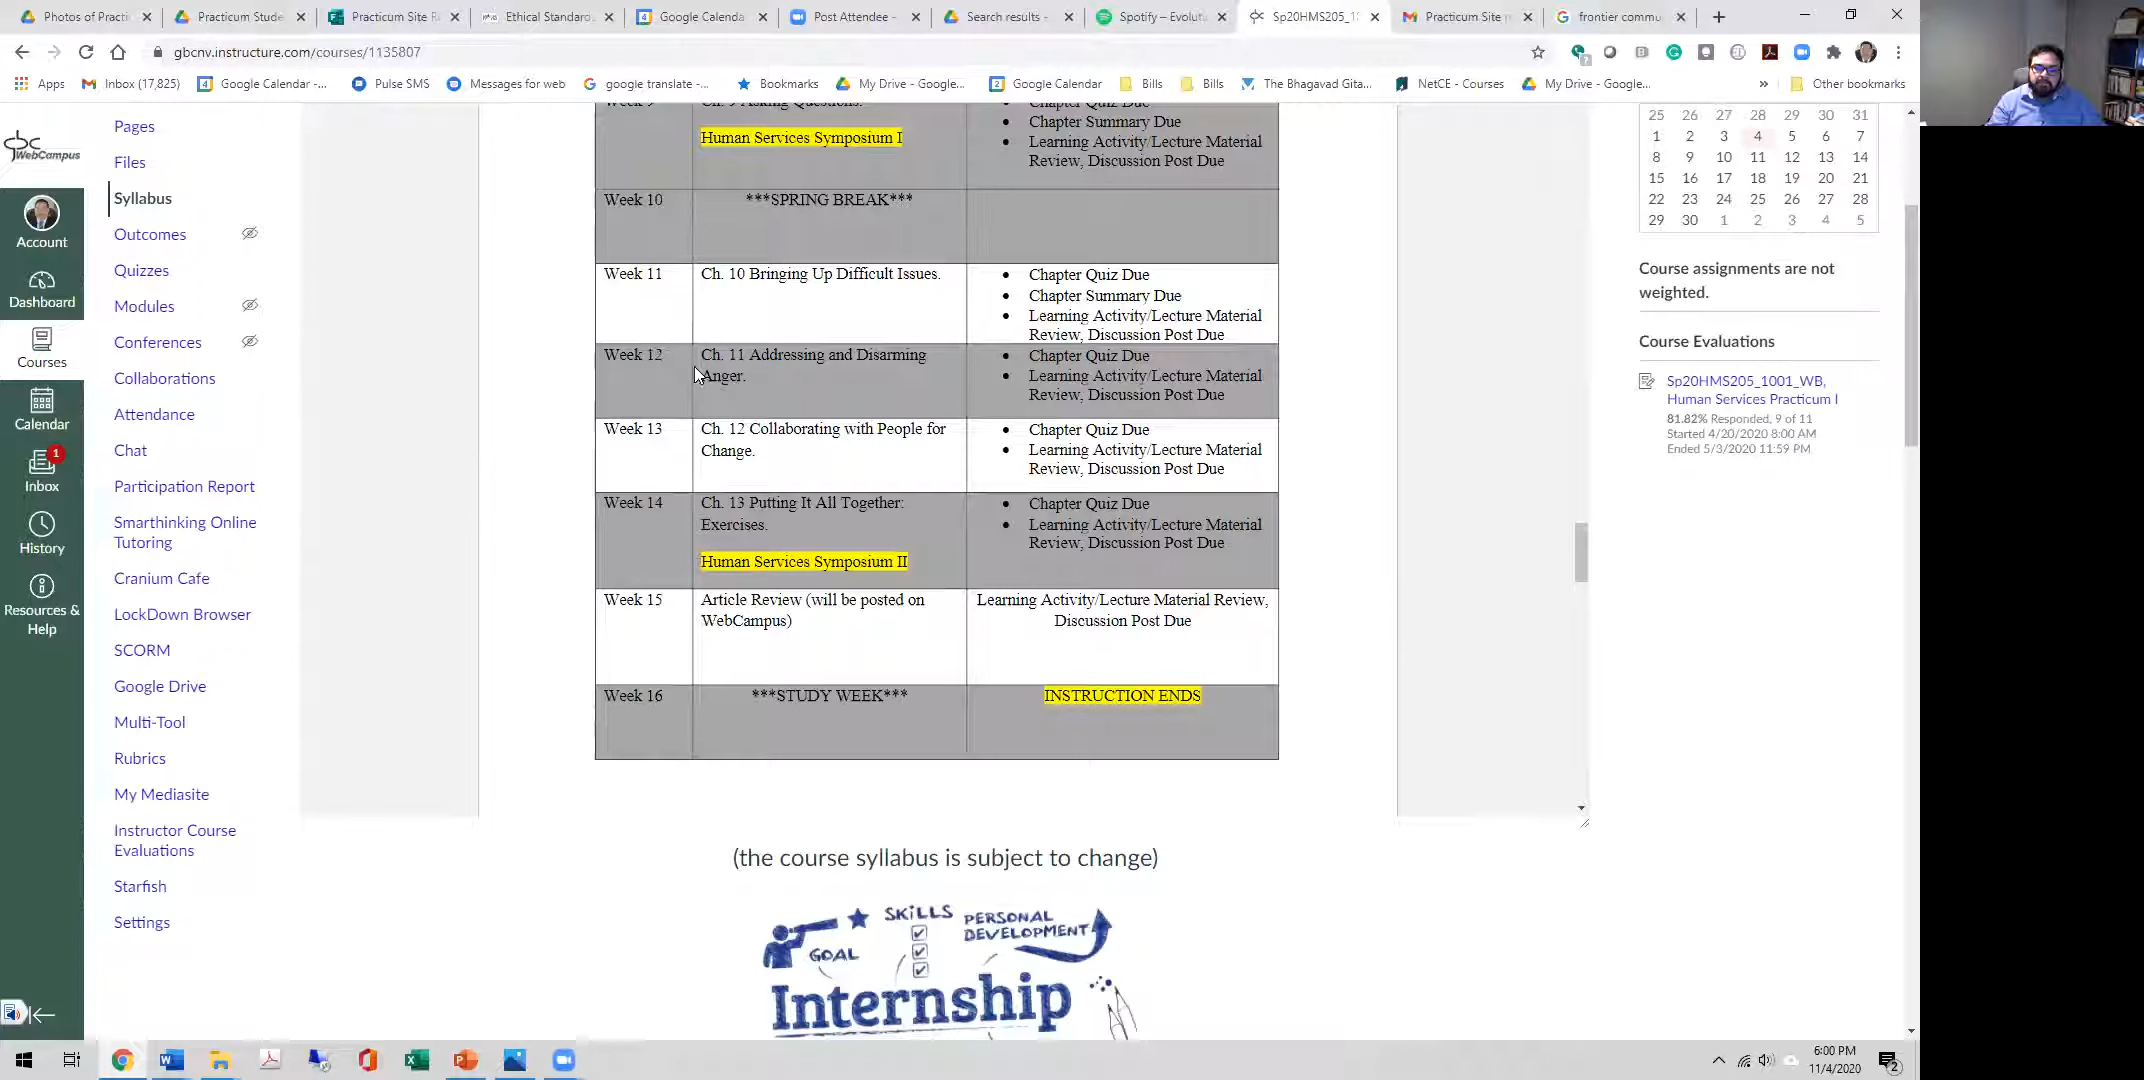 Photos of Practi
Practicum Stude
Practicum Site R
Ethical Standard
Google Calenda
Post Attendee -
Search results -
Spotify – Evolut
Sp20HMS205_1
Practicum Site r
frontier commu
gbcnv.instructure.com/courses/1135807
Apps
Inbox (17,825)
Google Calendar -...
Pulse SMS
Messages for web
google translate -...
Bookmarks
My Drive - Google...
Google Calendar
Bills
Bills
The Bhagavad Gita...
NetCE - Courses
My Drive - Google...
»
Other bookmarks
WebCampus
Account
Dashboard
Courses
Calendar
1
Inbox
History
Resources &
Help
Pages
Files
Syllabus
Outcomes
Quizzes
Modules
Conferences
Collaborations
Attendance
Chat
Participation Report
Smarthinking Online
Tutoring
Cranium Cafe
LockDown Browser
SCORM
Google Drive
Multi-Tool
Rubrics
My Mediasite
Instructor Course
Evaluations
Starfish
Settings
Week 9 Ch. 9 Asking Questions.
Human Services Symposium I
• Chapter Quiz Due
• Chapter Summary Due
• Learning Activity/Lecture Material
Review, Discussion Post Due
Week 10 ***SPRING BREAK***
Week 11 Ch. 10 Bringing Up Difficult Issues.
• Chapter Quiz Due
• Chapter Summary Due
• Learning Activity/Lecture Material
Review, Discussion Post Due
Week 12 Ch. 11 Addressing and Disarming
Anger.
• Chapter Quiz Due
• Learning Activity/Lecture Material
Review, Discussion Post Due
Week 13 Ch. 12 Collaborating with People for
Change.
• Chapter Quiz Due
• Learning Activity/Lecture Material
Review, Discussion Post Due
Week 14 Ch. 13 Putting It All Together:
Exercises.
Human Services Symposium II
• Chapter Quiz Due
• Learning Activity/Lecture Material
Review, Discussion Post Due
Week 15 Article Review (will be posted on
WebCampus)
Learning Activity/Lecture Material Review,
Discussion Post Due
Week 16 ***STUDY WEEK*** INSTRUCTION ENDS
(the course syllabus is subject to change)
GOAL
SKILLS
PERSONAL
DEVELOPMENT
Internship
25 26 27 28 29 30 31
1 2 3 4 5 6 7
8 9 10 11 12 13 14
15 16 17 18 19 20 21
22 23 24 25 26 27 28
29 30 1 2 3 4 5
Course assignments are not
weighted.
Course Evaluations
Sp20HMS205_1001_WB,
Human Services Practicum I
81.82% Responded, 9 of 11
Started 4/20/2020 8:00 AM
Ended 5/3/2020 11:59 PM
6:00 PM
11/4/2020
2